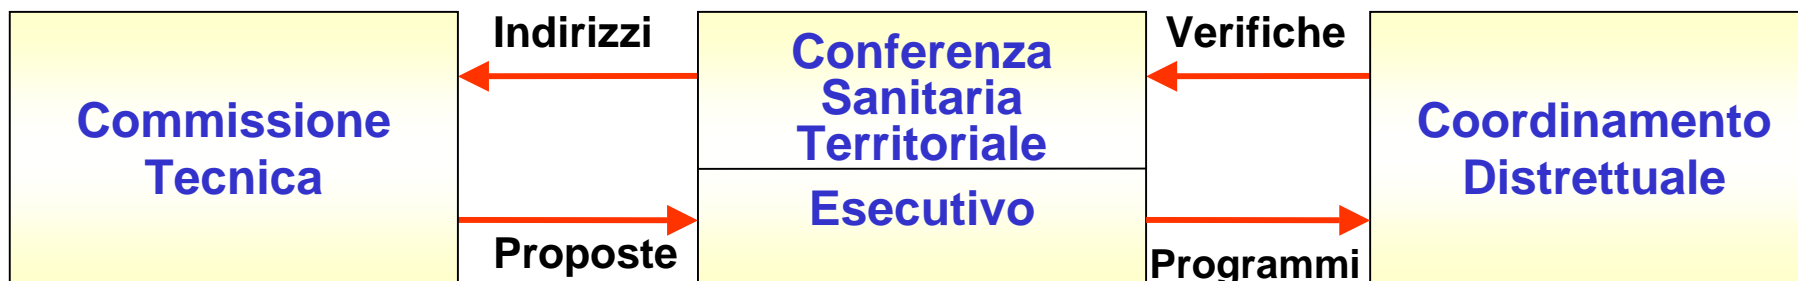 Commissione
Tecnica
Indirizzi
Proposte
Conferenza
Sanitaria
Territoriale
Esecutivo
Verifiche
Programmi
Coordinamento
Distrettuale